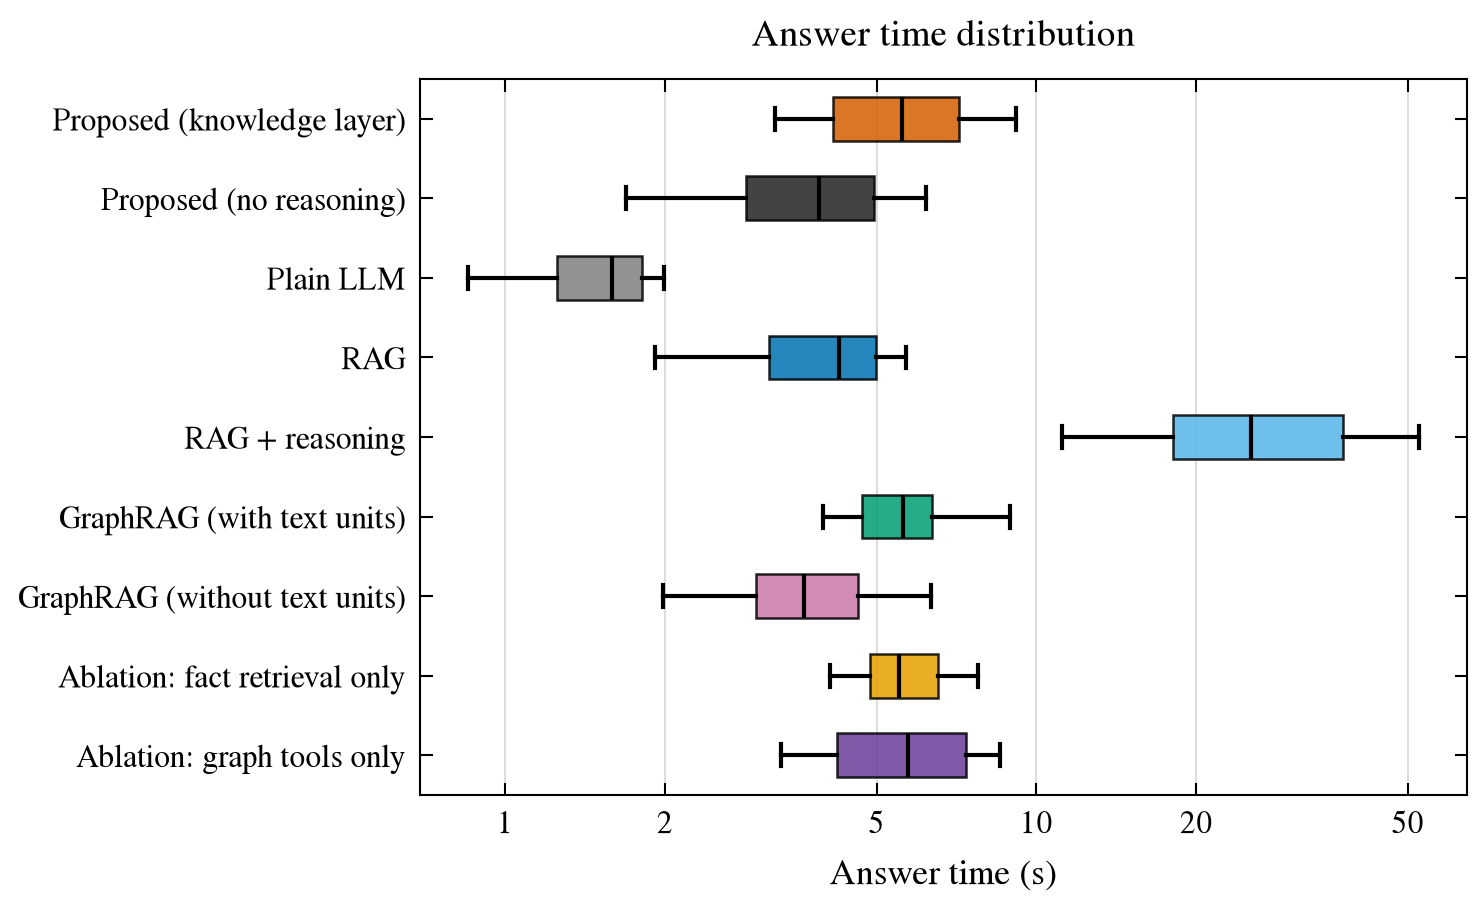 Answer time distribution
Proposed (knowledge layer)
Proposed (no reasoning)
Plain LLM
RAG
RAG + reasoning
GraphRAG (with text units)
GraphRAG (without text units)
Ablation: fact retrieval only
Ablation: graph tools only
1 2 5 10 20 50
Answer time (s)